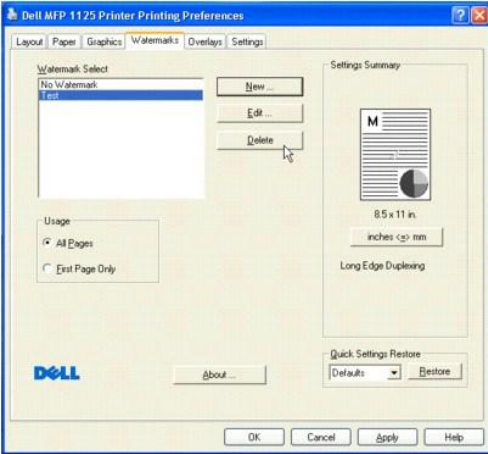 Dell MFP 1125 Printer Printing Preferences
Layout Paper Graphics Watermarks Overlays Settings
Watermark Select
No Watermark
Test
New ...
Edit ...
Delete
Usage
All Pages
First Page Only
Settings Summary
M
8.5 x 11 in.
inches <=> mm
Long Edge Duplexing
Quick Settings Restore
Defaults
Restore
DELL
About ...
OK Cancel Apply Help